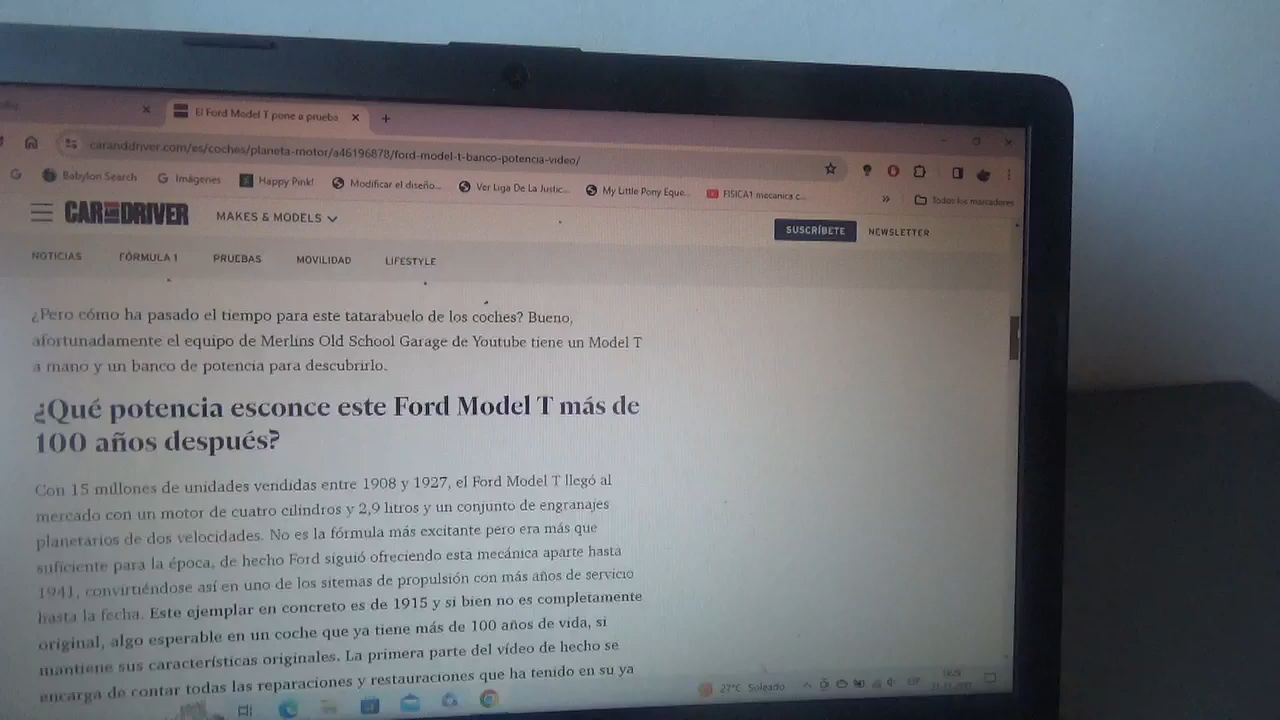 El Ford Model T pone a prueba
caranddriver.com/es/coches/planeta-motor/a46196878/ford-model-t-banco-potencia-video/
G Babylon Search Imágenes Happy Pink! Modificar el diseño... Ver Liga De La Justic... My Little Pony Eque... FISICA1 mecanica c... » Todos los marcadores
CAR AND DRIVER MAKES & MODELS SUSCRÍBETE NEWSLETTER
NOTICIAS FÓRMULA 1 PRUEBAS MOVILIDAD LIFESTYLE
¿Pero cómo ha pasado el tiempo para este tatarabuelo de los coches? Bueno,
afortunadamente el equipo de Merlins Old School Garage de Youtube tiene un Model T
a mano y un banco de potencia para descubrirlo.
¿Qué potencia esconce este Ford Model T más de
100 años después?
Con 15 millones de unidades vendidas entre 1908 y 1927, el Ford Model T llegó al
mercado con un motor de cuatro cilindros y 2,9 litros y un conjunto de engranajes
planetarios de dos velocidades. No es la fórmula más excitante pero era más que
suficiente para la época, de hecho Ford siguió ofreciendo esta mecánica aparte hasta
1941, convirtiéndose así en uno de los sitemas de propulsión con más años de servicio
hasta la fecha. Este ejemplar en concreto es de 1915 y si bien no es completamente
original, algo esperable en un coche que ya tiene más de 100 años de vida, si
mantiene sus características originales. La primera parte del vídeo de hecho se
encarga de contar todas las reparaciones y restauraciones que ha tenido en su ya
27°C Soleado ESP